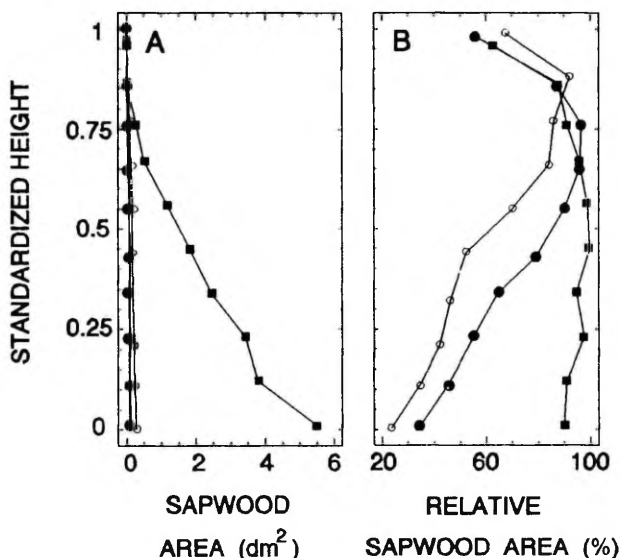 A
B
STANDARDIZED HEIGHT
1
0.75
0.5
0.25
0
0 2 4 6
20 60 100
SAPWOOD
AREA (dm²)
RELATIVE
SAPWOOD AREA (%)